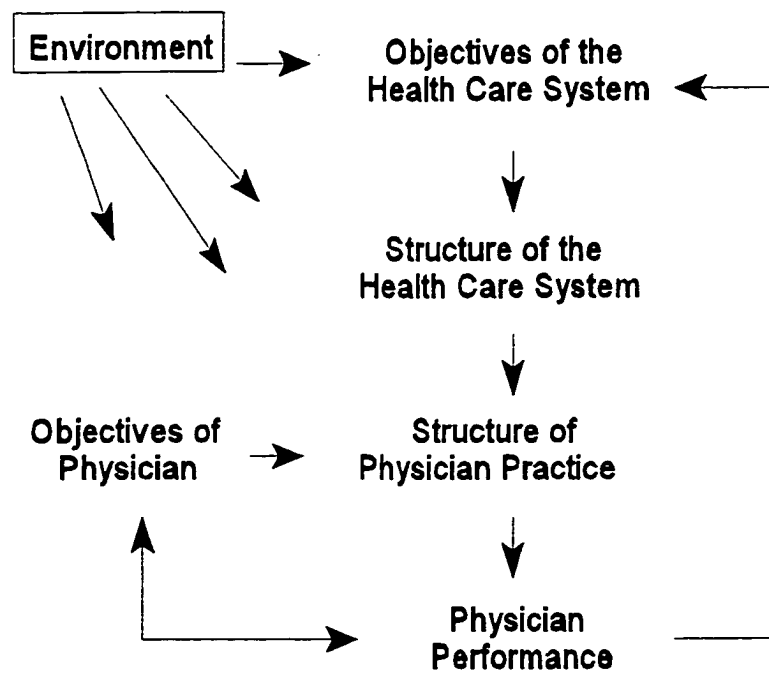 Environment
Objectives of the
Health Care System
Structure of the
Health Care System
Objectives of
Physician
Structure of
Physician Practice
Physician
Performance